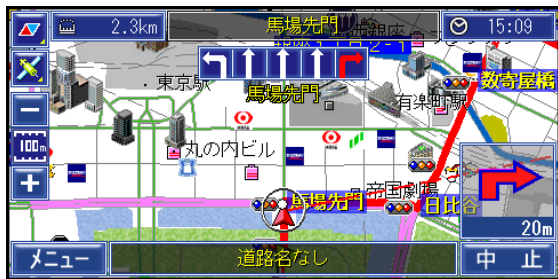 2.3km
馬場先門
15:09
馬場先門
東京駅
有楽町駅
数寄屋橋
100m
丸の内ビル
帝国劇場
馬場先門
日比谷
20m
メニュー
道路名なし
中 止